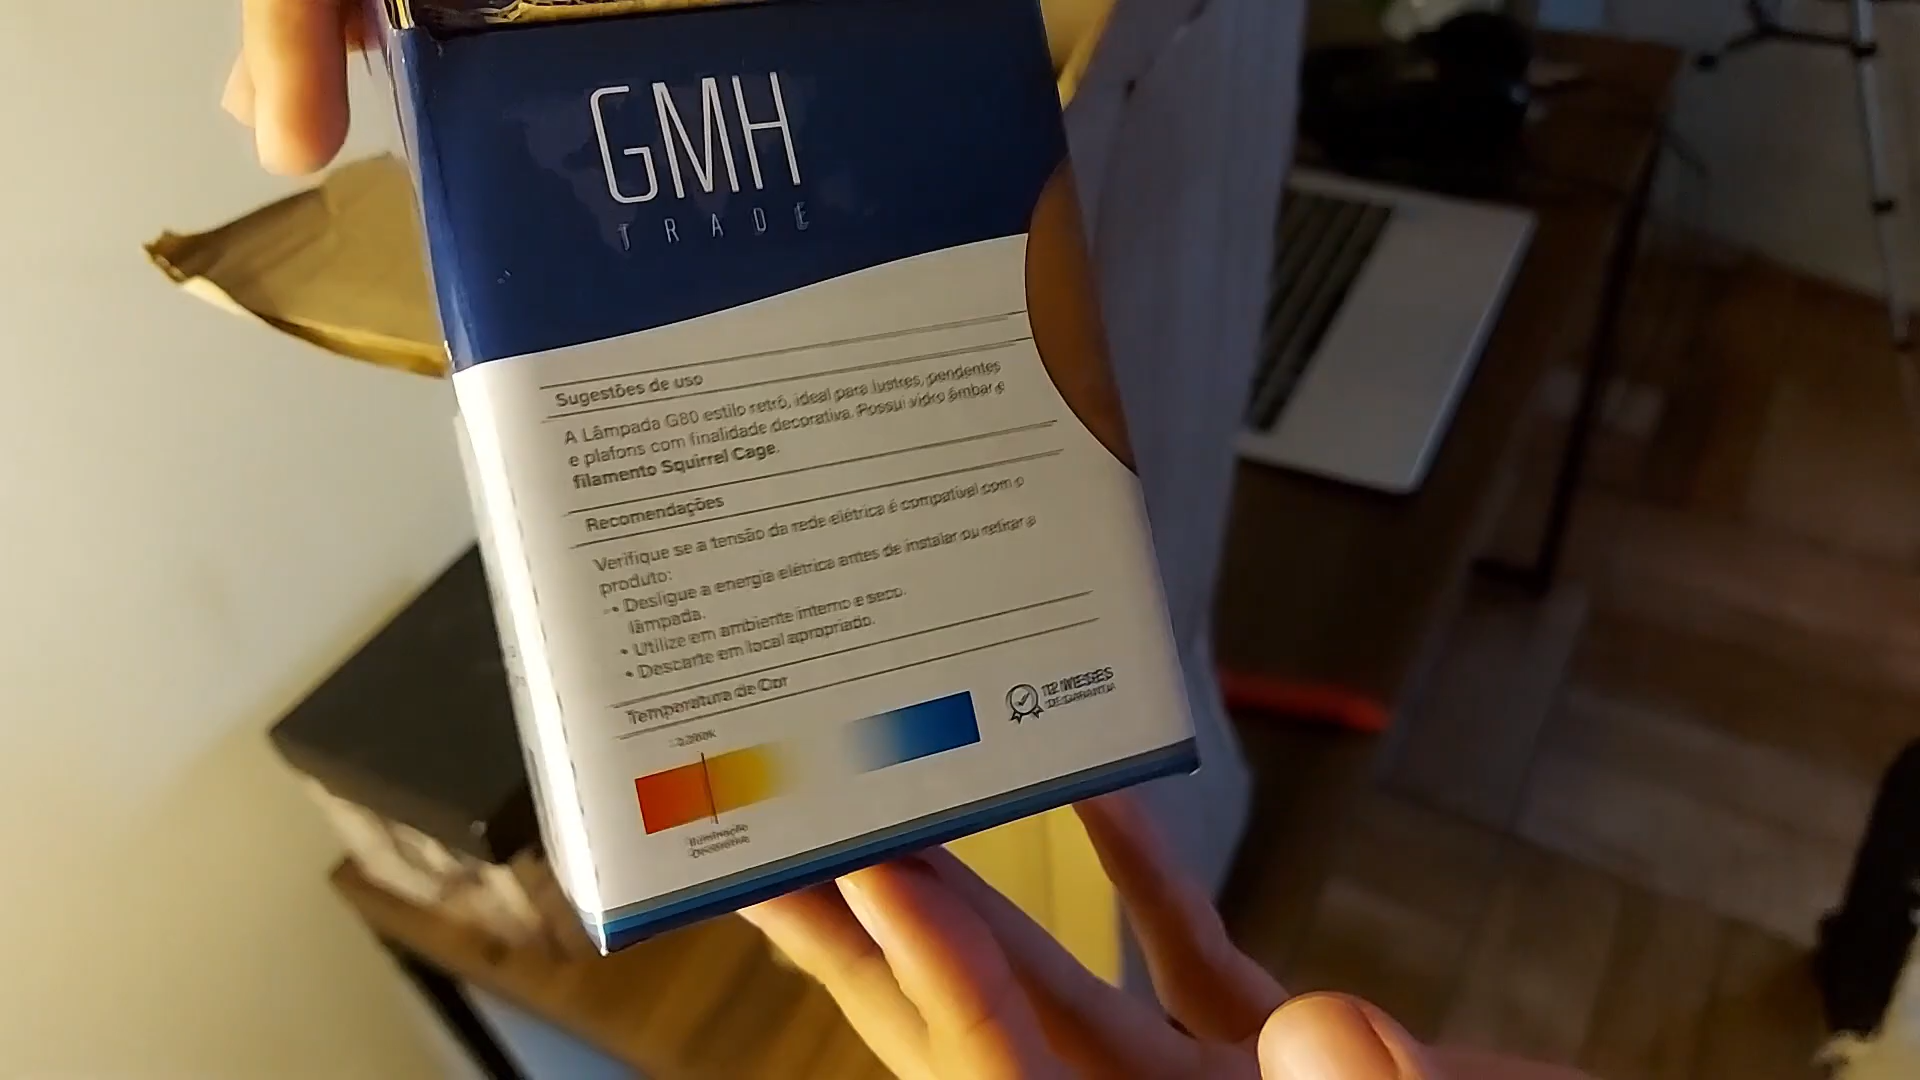 GMH
TRADE
Sugestões de uso
A Lâmpada G80 estilo retrô, ideal para lustres, pendentes
e plafons com finalidade decorativa. Possui vidro âmbar e
filamento Squirrel Cage.
Recomendações
Verifique se a tensão da rede elétrica é compatível com o
produto:
• Desligue a energia elétrica antes de instalar ou retirar a
lâmpada.
• Utilize em ambiente interno e seco.
• Descarte em local apropriado.
Temperatura de Cor
12 MESES
DE GARANTIA
Iluminação
Decorativa